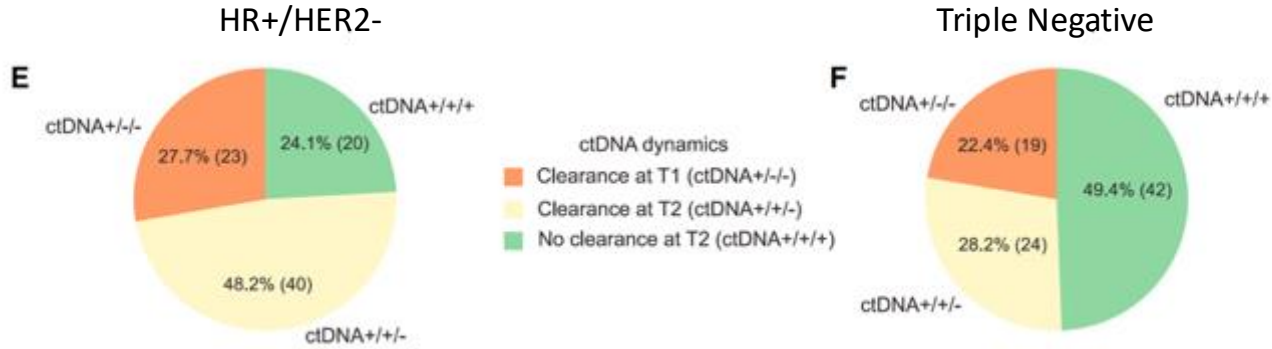 HR+/HER2-
Triple Negative
E
ctDNA+/-/-
27.7% (23)
ctDNA+/+/+
24.1% (20)
48.2% (40)
ctDNA+/+/-
ctDNA dynamics
Clearance at T1 (ctDNA+/-/-)
Clearance at T2 (ctDNA+/+/-)
No clearance at T2 (ctDNA+/+/+)
F
ctDNA+/-/-
22.4% (19)
ctDNA+/+/+
49.4% (42)
28.2% (24)
ctDNA+/+/-